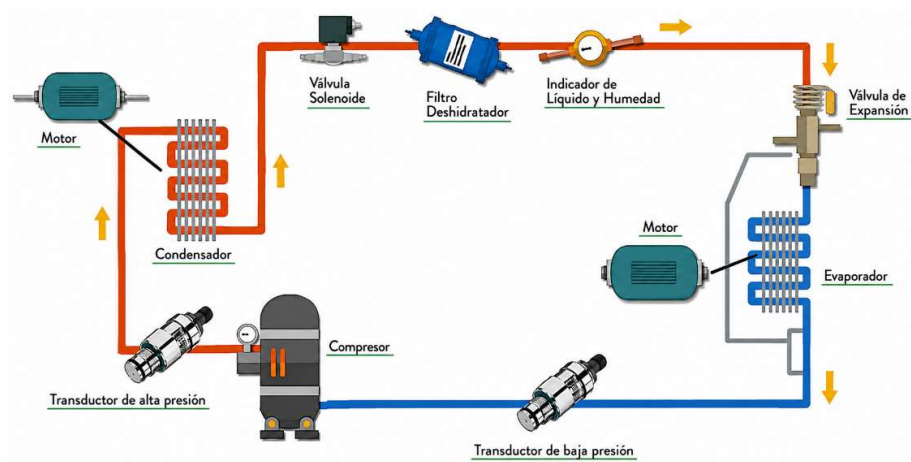 Válvula
Solenoide
Filtro
Deshidratador
Indicador de
Líquido y Humedad
Válvula de
Expansión
Motor
Condensador
Motor
Evaporador
Compresor
Transductor de alta presión
Transductor de baja presión